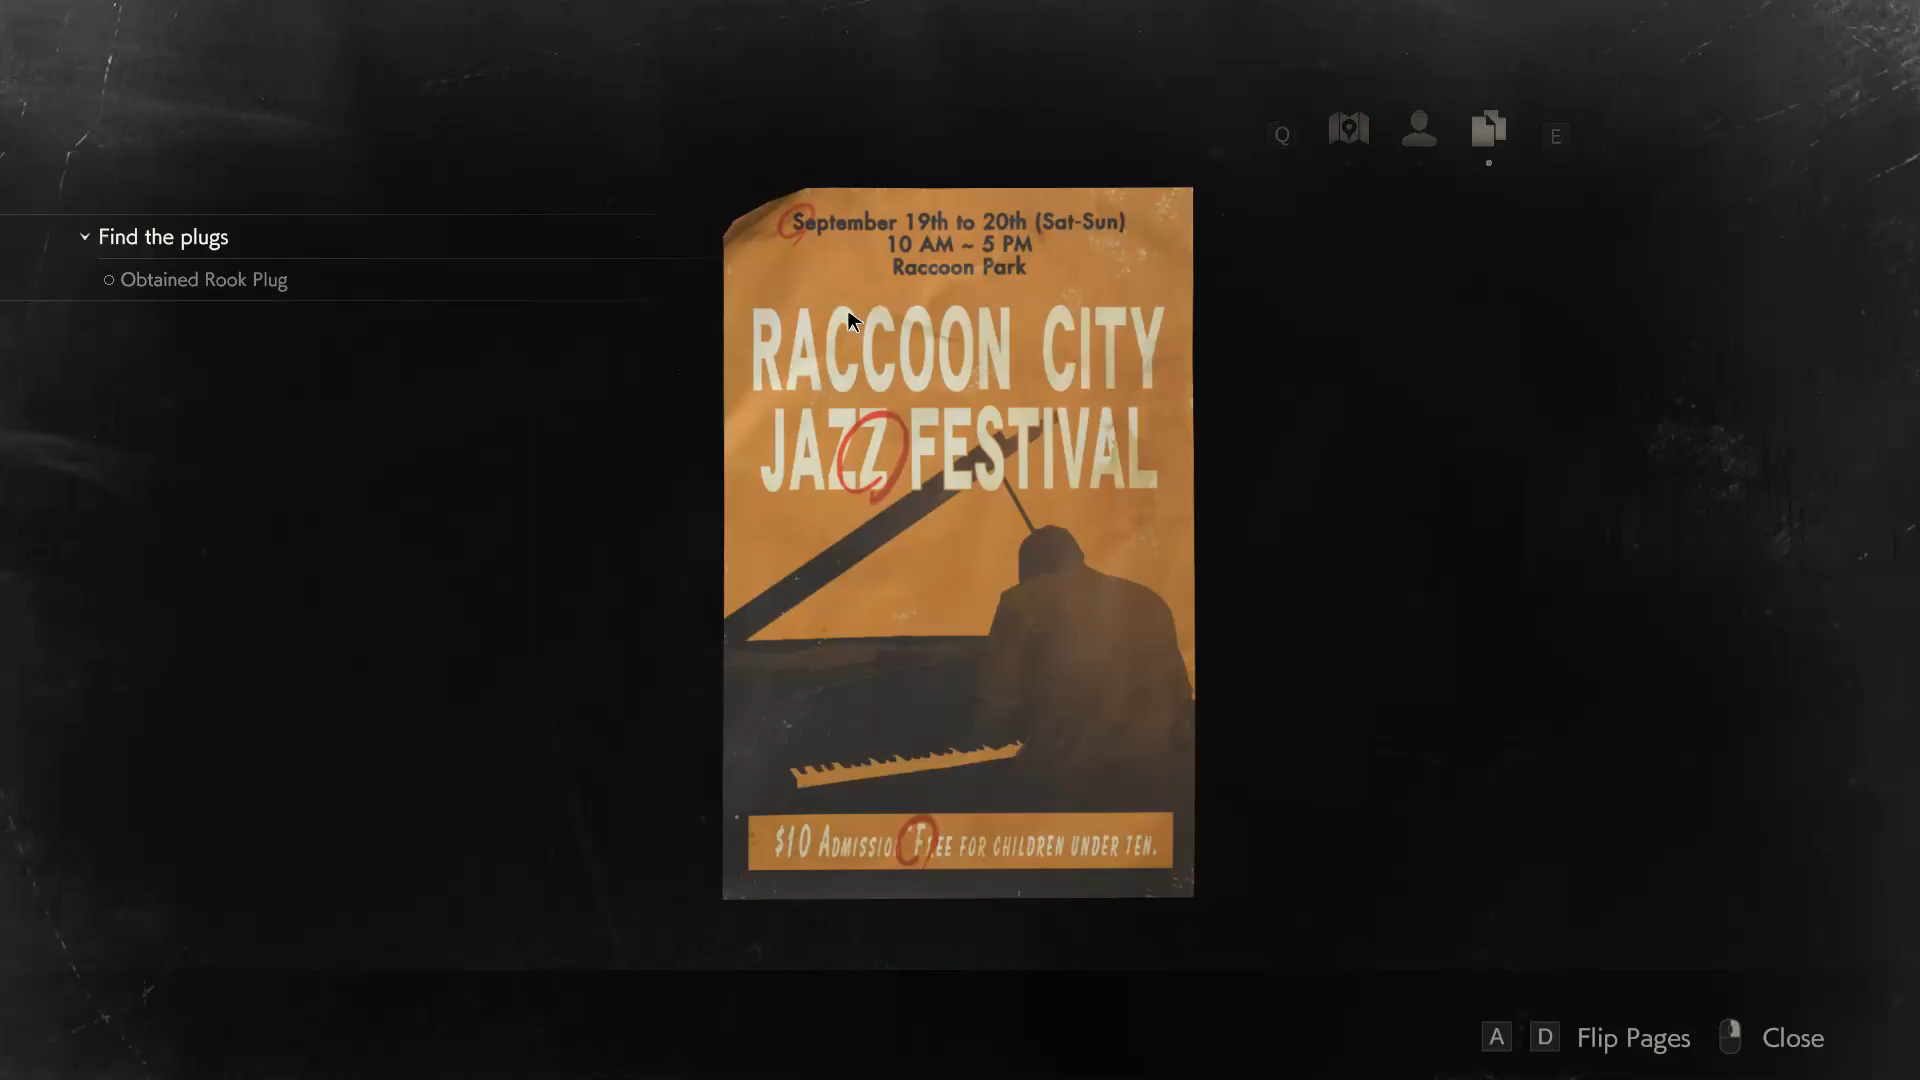 Q
E
Find the plugs
Obtained Rook Plug
September 19th to 20th (Sat-Sun)
10 AM ~ 5 PM
Raccoon Park
RACCOON CITY
JAZZ FESTIVAL
$10 Admission Free for children under ten.
A D Flip Pages Close